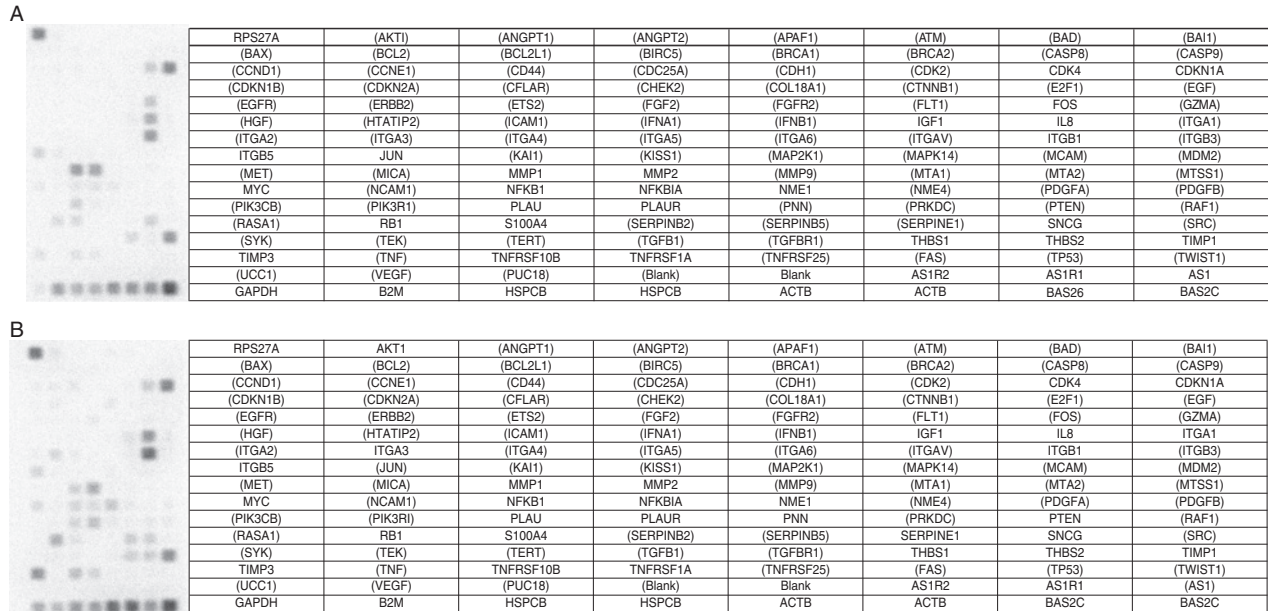 A
RPS27A (AKTI) (ANGPT1) (ANGPT2) (APAF1) (ATM) (BAD) (BAI1)
(BAX) (BCL2) (BCL2L1) (BIRC5) (BRCA1) (BRCA2) (CASP8) (CASP9)
(CCND1) (CCNE1) (CD44) (CDC25A) (CDH1) (CDK2) CDK4 CDKN1A
(CDKN1B) (CDKN2A) (CFLAR) (CHEK2) (COL18A1) (CTNNB1) (E2F1) (EGF)
(EGFR) (ERBB2) (ETS2) (FGF2) (FGFR2) (FLT1) FOS (GZMA)
(HGF) (HTATIP2) (ICAM1) (IFNA1) (IFNB1) IGF1 IL8 (ITGA1)
(ITGA2) (ITGA3) (ITGA4) (ITGA5) (ITGA6) (ITGAV) ITGB1 (ITGB3)
ITGB5 JUN (KAI1) (KISS1) (MAP2K1) (MAPK14) (MCAM) (MDM2)
(MET) (MICA) MMP1 MMP2 (MMP9) (MTA1) (MTA2) (MTSS1)
MYC (NCAM1) NFKB1 NFKBIA NME1 (NME4) (PDGFA) (PDGFB)
(PIK3CB) (PIK3R1) PLAU PLAUR (PNN) (PRKDC) (PTEN) (RAF1)
(RASA1) RB1 S100A4 (SERPINB2) (SERPINB5) (SERPINE1) SNCG (SRC)
(SYK) (TEK) (TERT) (TGFB1) (TGFBR1) THBS1 THBS2 TIMP1
TIMP3 (TNF) TNFRSF10B TNFRSF1A (TNFRSF25) (FAS) (TP53) (TWIST1)
(UCC1) (VEGF) (PUC18) (Blank) Blank AS1R2 AS1R1 AS1
GAPDH B2M HSPCB HSPCB ACTB ACTB BAS26 BAS2C
B
RPS27A AKT1 (ANGPT1) (ANGPT2) (APAF1) (ATM) (BAD) (BAI1)
(BAX) (BCL2) (BCL2L1) (BIRC5) (BRCA1) (BRCA2) (CASP8) (CASP9)
(CCND1) (CCNE1) (CD44) (CDC25A) (CDH1) (CDK2) CDK4 CDKN1A
(CDKN1B) (CDKN2A) (CFLAR) (CHEK2) (COL18A1) (CTNNB1) (E2F1) (EGF)
(EGFR) (ERBB2) (ETS2) (FGF2) (FGFR2) (FLT1) (FOS) (GZMA)
(HGF) (HTATIP2) (ICAM1) (IFNA1) (IFNB1) IGF1 IL8 ITGA1
(ITGA2) ITGA3 (ITGA4) (ITGA5) (ITGA6) (ITGAV) ITGB1 (ITGB3)
ITGB5 (JUN) (KAI1) (KISS1) (MAP2K1) (MAPK14) (MCAM) (MDM2)
(MET) (MICA) MMP1 MMP2 (MMP9) (MTA1) (MTA2) (MTSS1)
MYC (NCAM1) NFKB1 NFKBIA NME1 (NME4) (PDGFA) (PDGFB)
(PIK3CB) (PIK3RI) PLAU PLAUR PNN (PRKDC) PTEN (RAF1)
(RASA1) RB1 S100A4 (SERPINB2) (SERPINB5) SERPINE1 SNCG (SRC)
(SYK) (TEK) (TERT) (TGFB1) (TGFBR1) THBS1 THBS2 TIMP1
TIMP3 (TNF) TNFRSF10B TNFRSF1A (TNFRSF25) (FAS) (TP53) (TWIST1)
(UCC1) (VEGF) (PUC18) (Blank) Blank AS1R2 AS1R1 (AS1)
GAPDH B2M HSPCB HSPCB ACTB ACTB BAS2C BAS2C